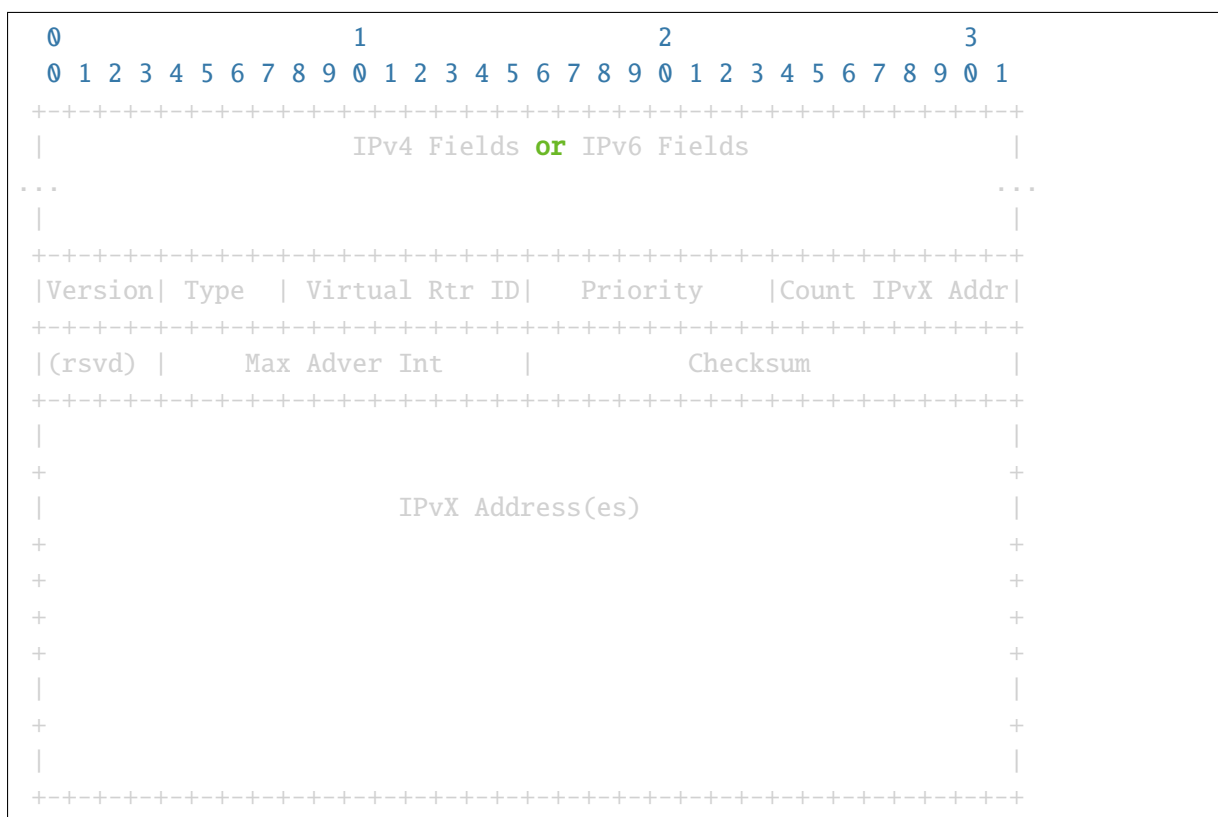 0                   1                   2                   3
 0 1 2 3 4 5 6 7 8 9 0 1 2 3 4 5 6 7 8 9 0 1 2 3 4 5 6 7 8 9 0 1
+-+-+-+-+-+-+-+-+-+-+-+-+-+-+-+-+-+-+-+-+-+-+-+-+-+-+-+-+-+-+-+-+
|                    IPv4 Fields or IPv6 Fields                 |
...                                                             ...
|                                                               |
+-+-+-+-+-+-+-+-+-+-+-+-+-+-+-+-+-+-+-+-+-+-+-+-+-+-+-+-+-+-+-+-+
|Version| Type  | Virtual Rtr ID|   Priority    |Count IPvX Addr|
+-+-+-+-+-+-+-+-+-+-+-+-+-+-+-+-+-+-+-+-+-+-+-+-+-+-+-+-+-+-+-+-+
|(rsvd) |     Max Adver Int     |          Checksum             |
+-+-+-+-+-+-+-+-+-+-+-+-+-+-+-+-+-+-+-+-+-+-+-+-+-+-+-+-+-+-+-+-+
|                                                               |
+                                                               +
|                       IPvX Address(es)                        |
+                                                               +
+                                                               +
+                                                               +
+                                                               +
|                                                               |
+                                                               +
|                                                               |
+-+-+-+-+-+-+-+-+-+-+-+-+-+-+-+-+-+-+-+-+-+-+-+-+-+-+-+-+-+-+-+-+